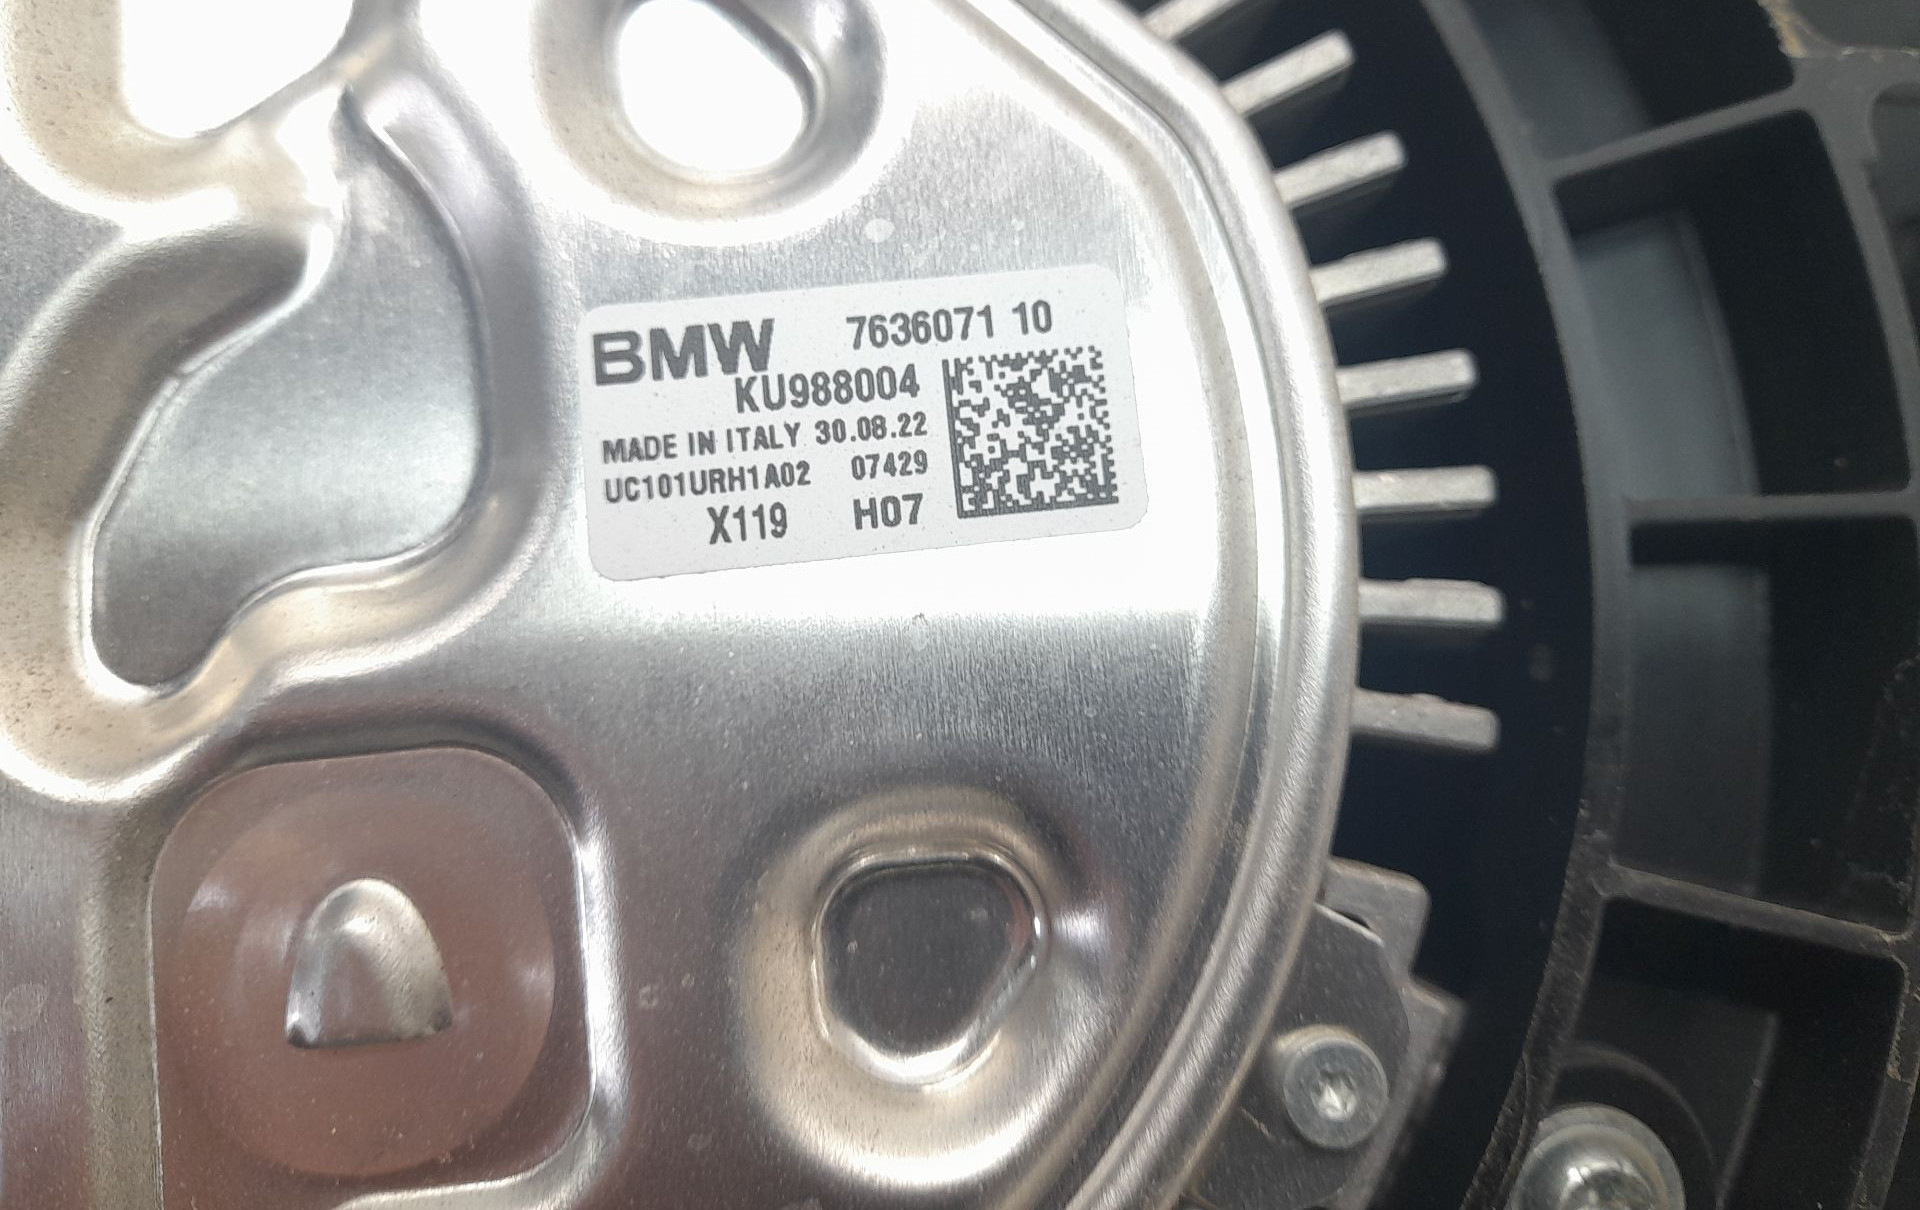 BMW 7636071 10
KU988004
MADE IN ITALY 30.08.22
UC101URH1A02 07429
X119 H07